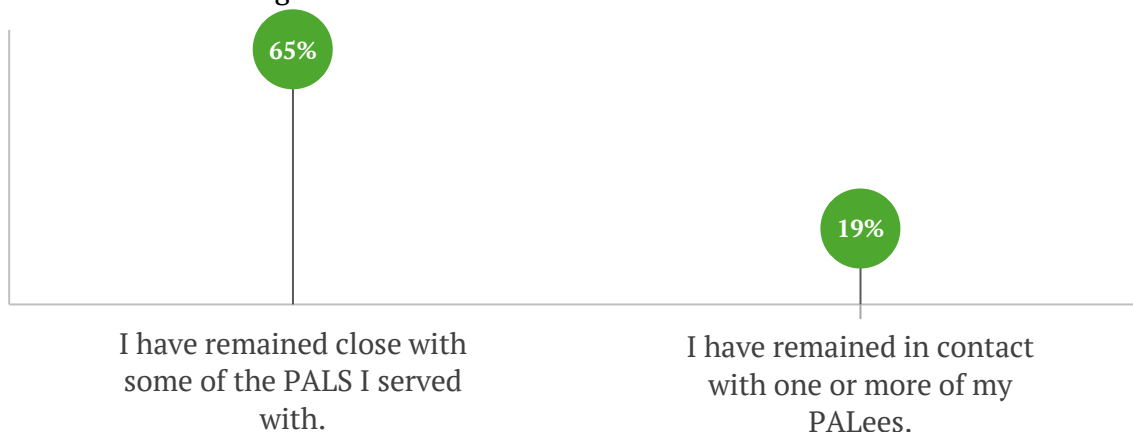 65%
19%
I have remained close with
some of the PALS I served
with.
I have remained in contact
with one or more of my
PALees.